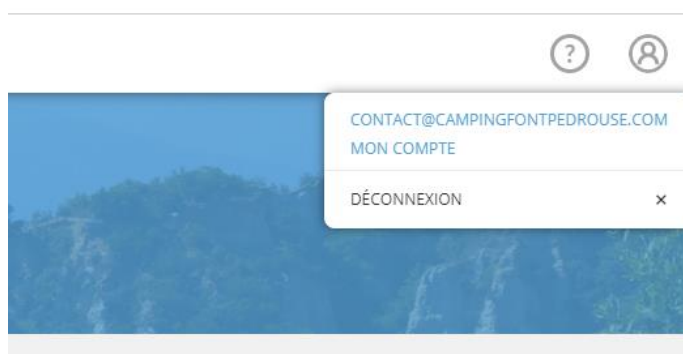 ?
CONTACT@CAMPINGFONTPEDROUSE.COM
MON COMPTE
DÉCONNEXION ×